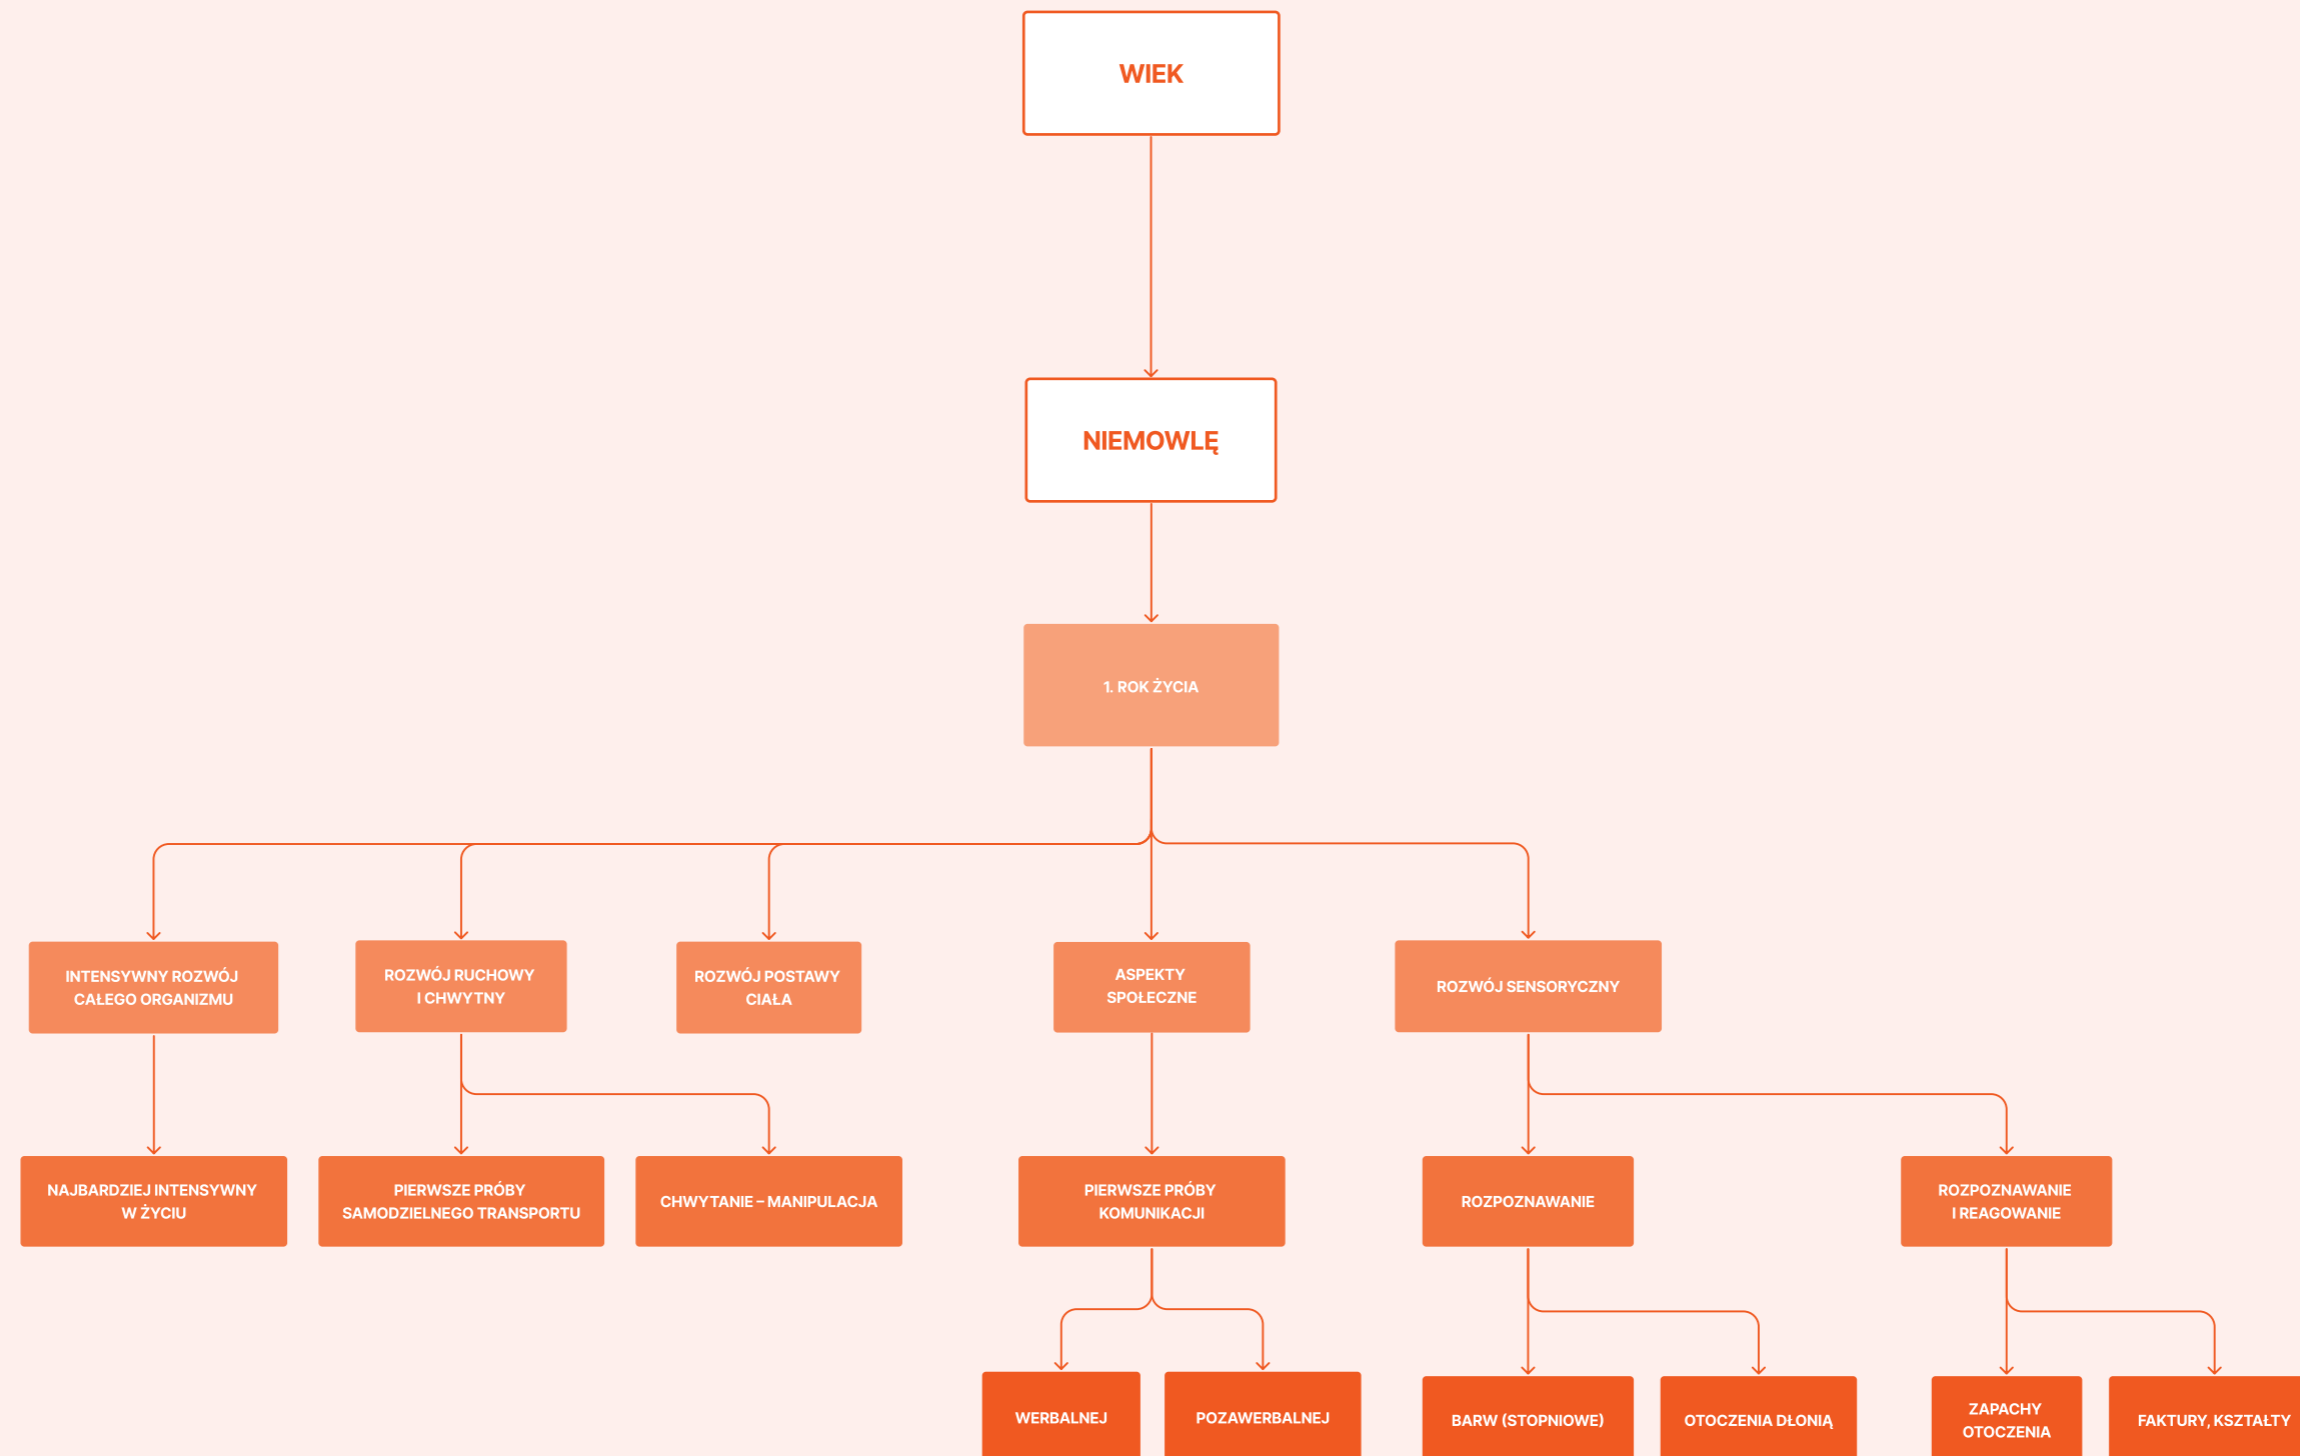 WIEK
NIEMOWLĘ
1. ROK ŻYCIA
INTENSYWNY ROZWÓJ
CAŁEGO ORGANIZMU
ROZWÓJ RUCHOWY
I CHWYTNY
ROZWÓJ POSTAWY
CIAŁA
ASPEKTY
SPOŁECZNE
ROZWÓJ SENSORYCZNY
NAJBARDZIEJ INTENSYWNY
W ŻYCIU
PIERWSZE PRÓBY
SAMODZIELNEGO TRANSPORTU
CHWYTANIE – MANIPULACJA
PIERWSZE PRÓBY
KOMUNIKACJI
ROZPOZNAWANIE
ROZPOZNAWANIE
I REAGOWANIE
WERBALNEJ
POZAWERBALNEJ
BARW (STOPNIOWE)
OTOCZENIA DŁONIĄ
ZAPACHY
OTOCZENIA
FAKTURY, KSZTAŁTY